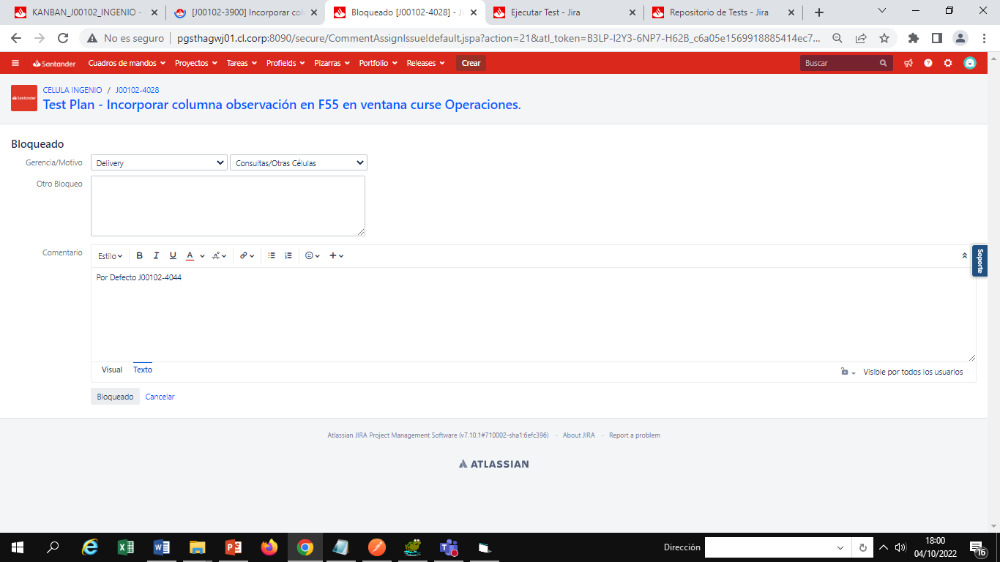 KANBAN_J00102_INGENIO -
[J00102-3900] Incorporar col
Bloqueado [J00102-4028] - Ji
Ejecutar Test - Jira
Repositorio de Tests - Jira
No es seguro
pgsthagwj01.cl.corp:8090/secure/CommentAssignIssue!default.jspa?action=21&atl_token=B3LP-I2Y3-6NP7-H62B_c6a05e1569918885414ec7...
Santander
Cuadros de mandos
Proyectos
Tareas
Profields
Pizarras
Portfolio
Releases
Crear
Buscar
Santander
CELULA INGENIO / J00102-4028
Test Plan - Incorporar columna observación en F55 en ventana curse Operaciones.
Bloqueado
Gerencia/Motivo
Delivery
Consultas/Otras Células
Otro Bloqueo
Comentario
Estilo
B I U A
Soporte
Por Defecto J00102-4044
Visual
Texto
Visible por todos los usuarios
Bloqueado
Cancelar
Atlassian JIRA Project Management Software (v7.10.1#710002-sha1:6efc396) · About JIRA · Report a problem
ATLASSIAN
Dirección
18:00
04/10/2022
16